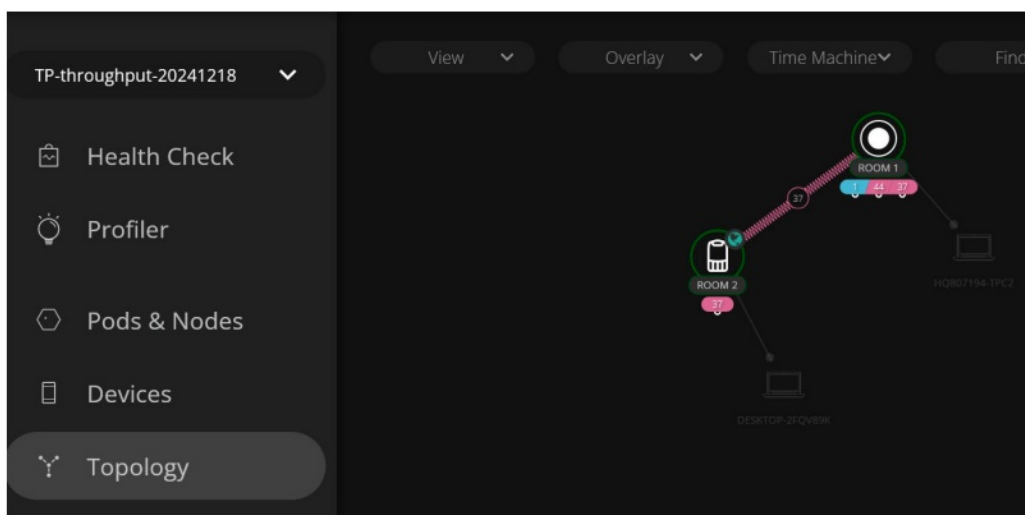 TP-throughput-20241218
View
Overlay
Time Machine
Find
Health Check
Profiler
Pods & Nodes
Devices
Topology
ROOM 1
1 44 37
37
ROOM 2
37
HQ807194-TPC2
DESKTOP-2FQVB9K